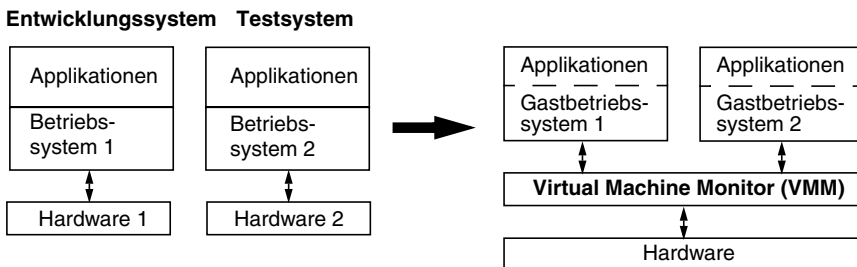 Entwicklungssystem Testsystem
Applikationen
Betriebs-
system 1
Hardware 1
Applikationen
Betriebs-
system 2
Hardware 2
Applikationen
Gastbetriebs-
system 1
Applikationen
Gastbetriebs-
system 2
Virtual Machine Monitor (VMM)
Hardware